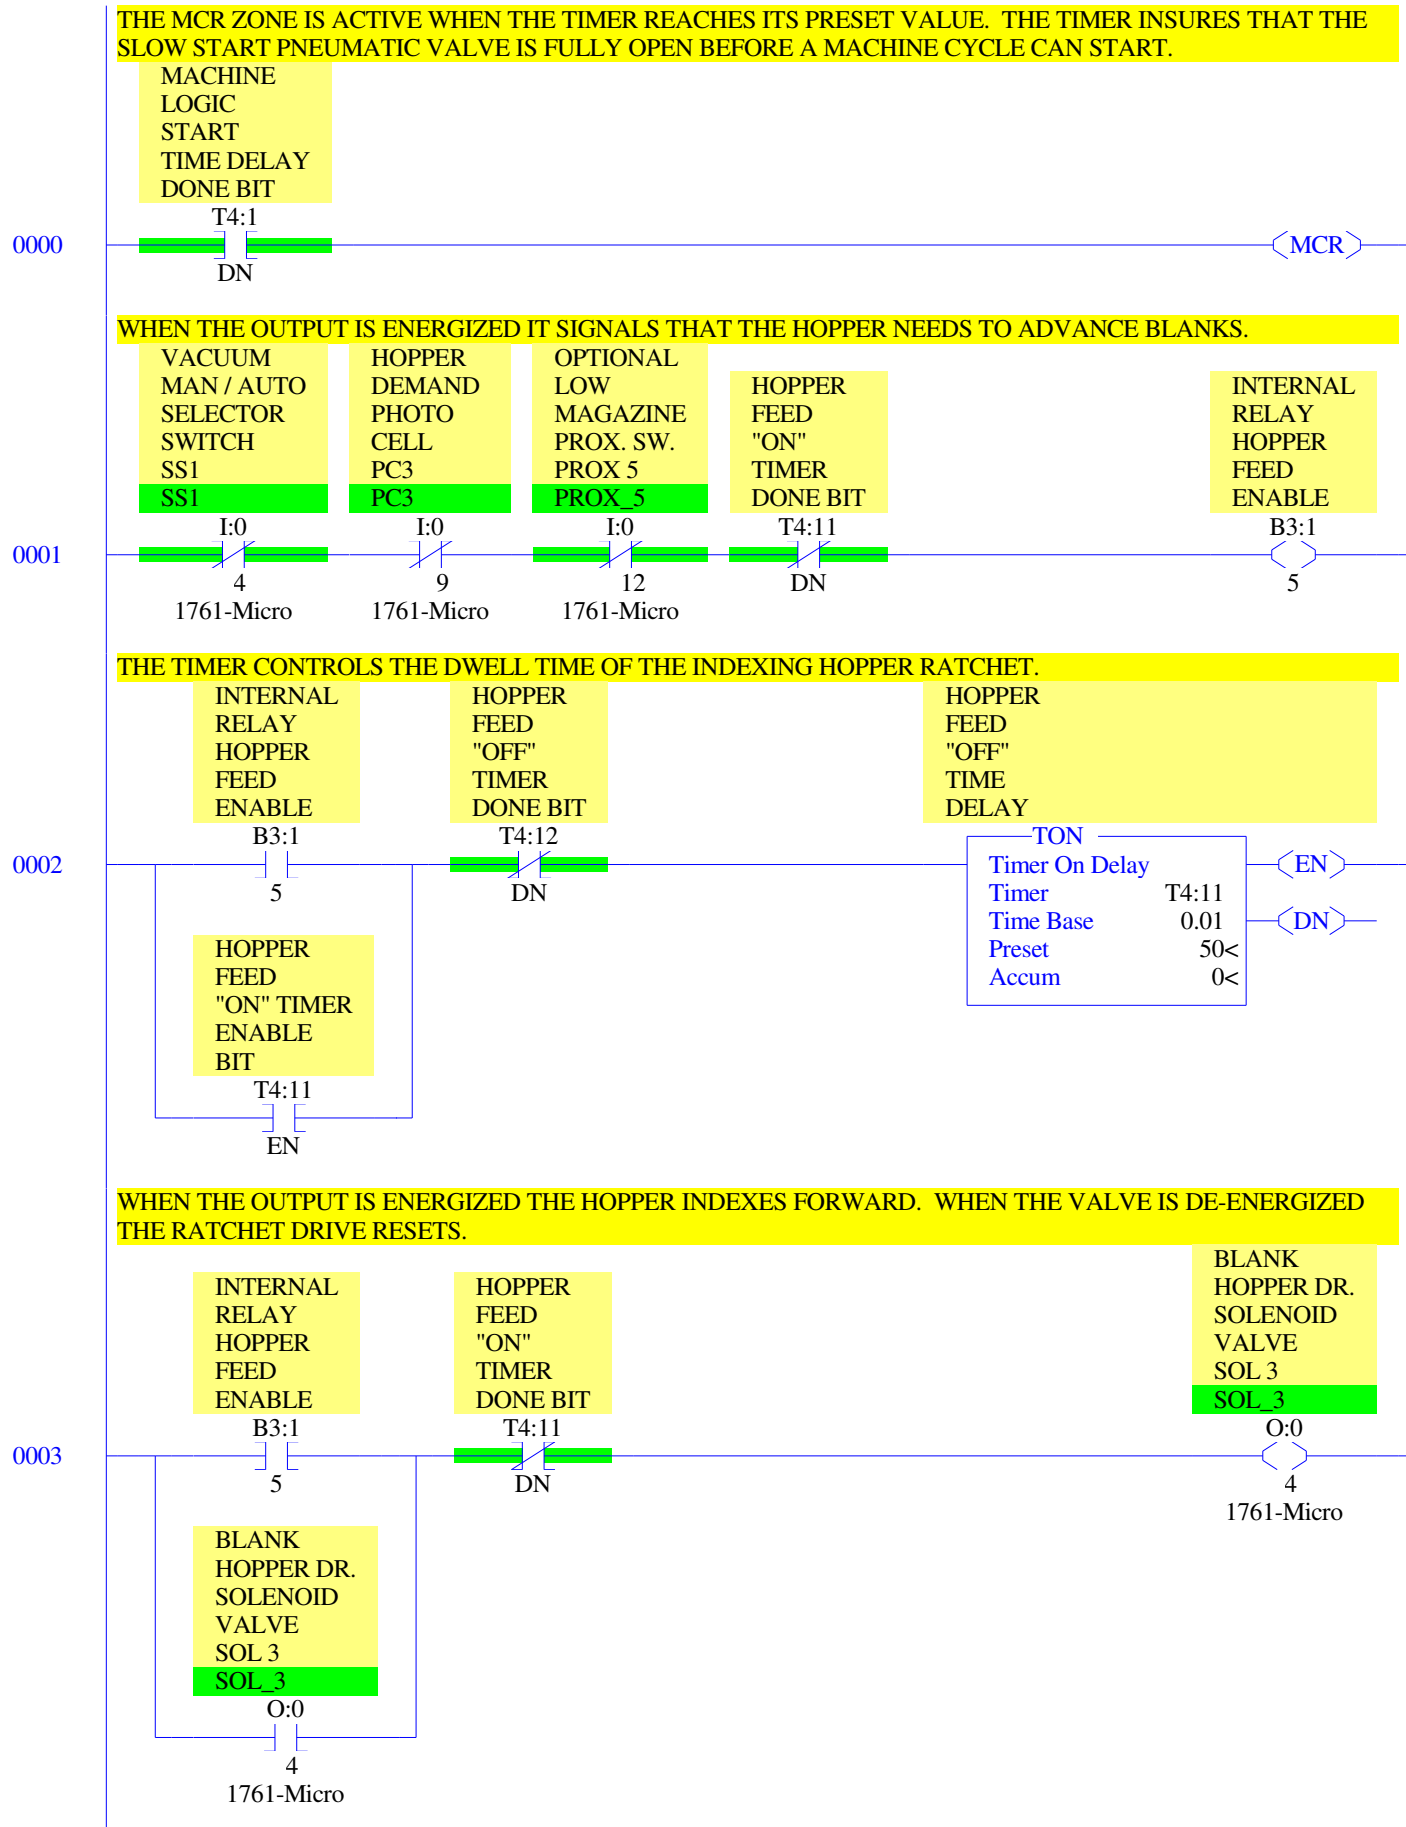 THE MCR ZONE IS ACTIVE WHEN THE TIMER REACHES ITS PRESET VALUE.  THE TIMER INSURES THAT THE
SLOW START PNEUMATIC VALVE IS FULLY OPEN BEFORE A MACHINE CYCLE CAN START.
MACHINE
LOGIC
START
TIME DELAY
DONE BIT
T4:1
0000
MCR
DN
WHEN THE OUTPUT IS ENERGIZED IT SIGNALS THAT THE HOPPER NEEDS TO ADVANCE BLANKS.
VACUUM
MAN / AUTO
SELECTOR
SWITCH
SS1
SS1
I:0
4
1761-Micro
HOPPER
DEMAND
PHOTO
CELL
PC3
PC3
I:0
9
1761-Micro
OPTIONAL
LOW
MAGAZINE
PROX. SW.
PROX 5
PROX_5
I:0
12
1761-Micro
HOPPER
FEED
"ON"
TIMER
DONE BIT
T4:11
DN
INTERNAL
RELAY
HOPPER
FEED
ENABLE
B3:1
5
0001
THE TIMER CONTROLS THE DWELL TIME OF THE INDEXING HOPPER RATCHET.
INTERNAL
RELAY
HOPPER
FEED
ENABLE
B3:1
5
HOPPER
FEED
"OFF"
TIMER
DONE BIT
T4:12
DN
HOPPER
FEED
"OFF"
TIME
DELAY
TON
Timer On Delay
Timer T4:11
Time Base 0.01
Preset 50<
Accum 0<
EN
DN
0002
HOPPER
FEED
"ON" TIMER
ENABLE
BIT
T4:11
EN
WHEN THE OUTPUT IS ENERGIZED THE HOPPER INDEXES FORWARD.  WHEN THE VALVE IS DE-ENERGIZED
THE RATCHET DRIVE RESETS.
INTERNAL
RELAY
HOPPER
FEED
ENABLE
B3:1
5
HOPPER
FEED
"ON"
TIMER
DONE BIT
T4:11
DN
BLANK
HOPPER DR.
SOLENOID
VALVE
SOL 3
SOL_3
O:0
4
1761-Micro
0003
BLANK
HOPPER DR.
SOLENOID
VALVE
SOL 3
SOL_3
O:0
4
1761-Micro